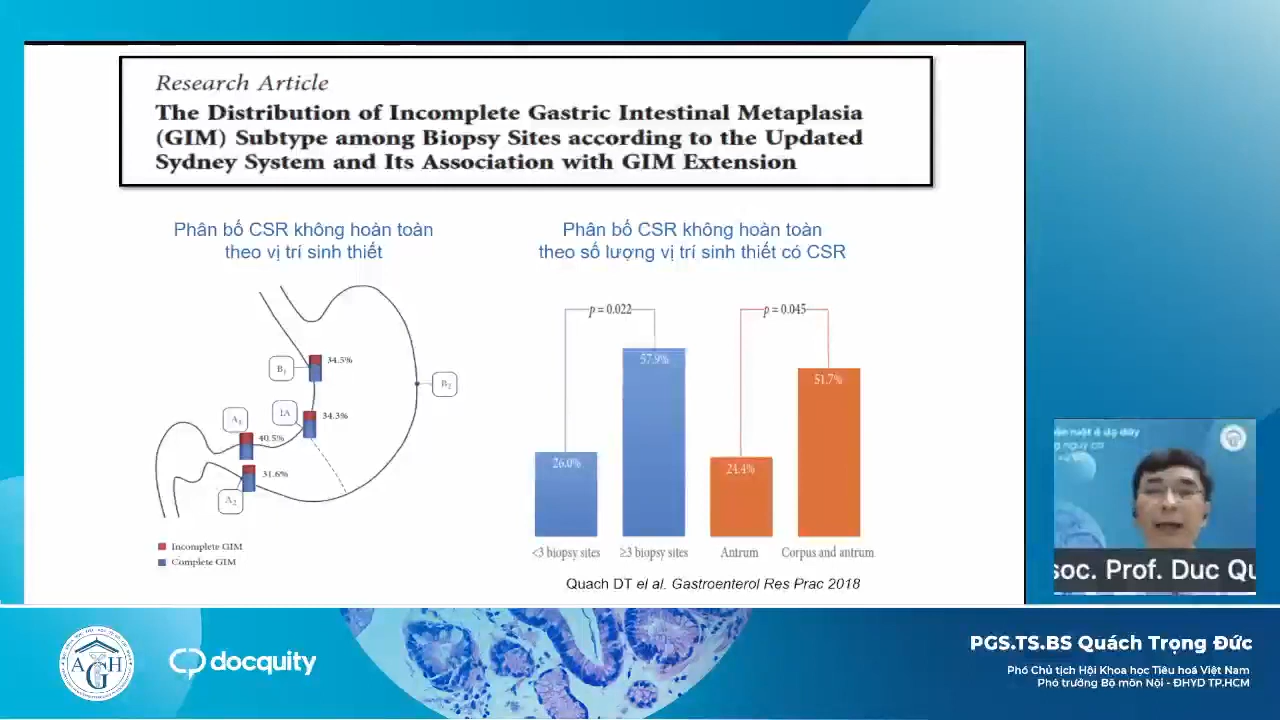 Research Article
The Distribution of Incomplete Gastric Intestinal Metaplasia
(GIM) Subtype among Biopsy Sites according to the Updated
Sydney System and Its Association with GIM Extension
Phân bố CSR không hoàn toàn
theo vị trí sinh thiết
B1
34.5%
B2
IA
34.3%
A1
40.5%
31.6%
A2
Incomplete GIM
Complete GIM
Phân bố CSR không hoàn toàn
theo số lượng vị trí sinh thiết có CSR
p = 0.022
p = 0.045
57.9%
51.7%
26.0%
24.4%
<3 biopsy sites
≥3 biopsy sites
Antrum
Corpus and antrum
Quach DT el al. Gastroenterol Res Prac 2018
soc. Prof. Duc Qu
AGH
docquity
PGS.TS.BS Quách Trọng Đức
Phó Chủ tịch Hội Khoa học Tiêu hoá Việt Nam
Phó trưởng Bộ môn Nội - ĐHYD TP.HCM